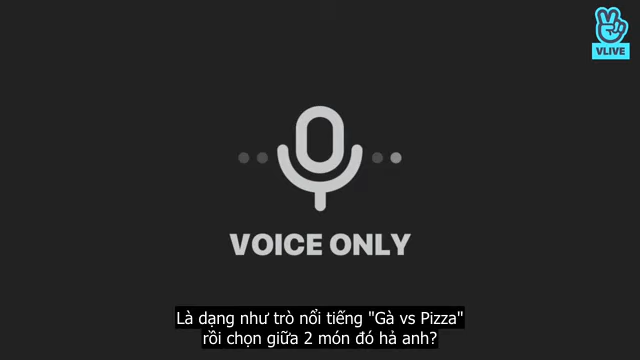 VLIVE
VOICE ONLY
Là dạng như trò nổi tiếng "Gà vs Pizza"
rồi chọn giữa 2 món đó hả anh?